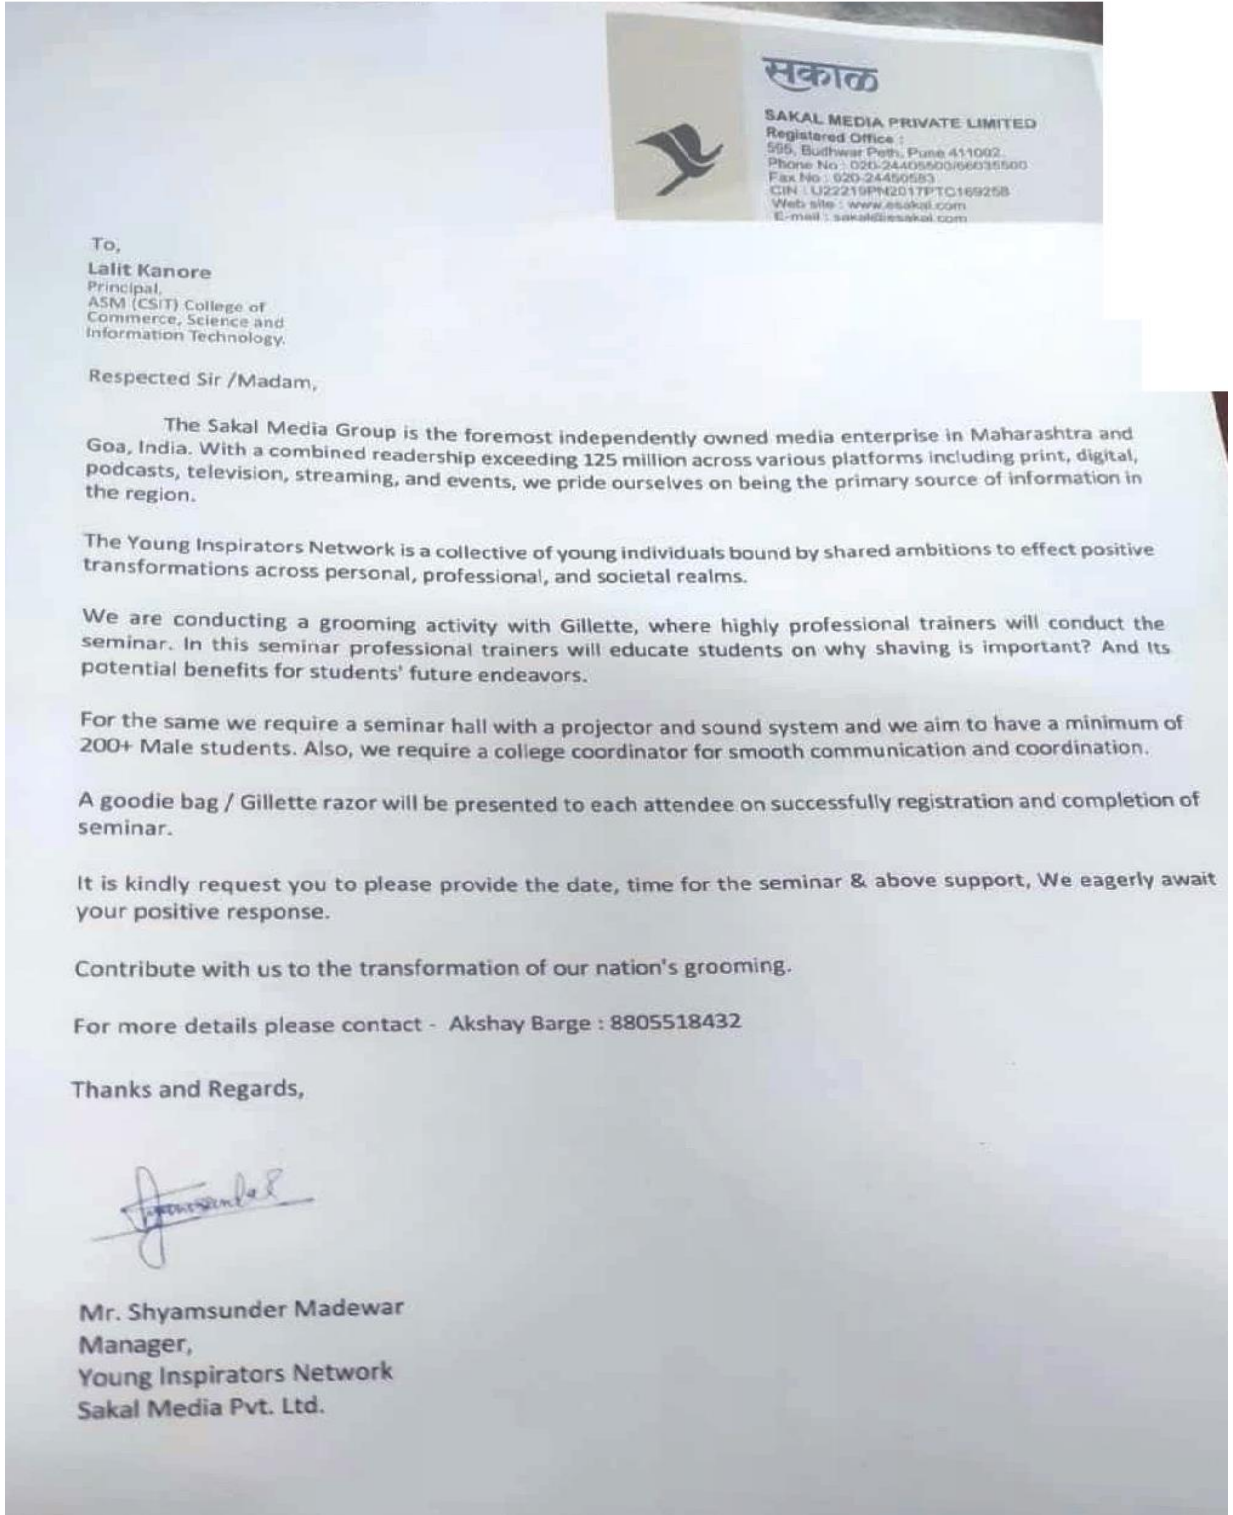 सकाळ
SAKAL MEDIA PRIVATE LIMITED
Registered Office :
595, Budhwar Peth, Pune 411002.
Phone No : 020-24405500/66035500
Fax No : 020-24450583
CIN : U22219PN2017PTC169258
Web site : www.esakal.com
E-mail : sakal@esakal.com
To,
Lalit Kanore
Principal,
ASM (CSIT) College of
Commerce, Science and
Information Technology.
Respected Sir /Madam,
The Sakal Media Group is the foremost independently owned media enterprise in Maharashtra and
Goa, India. With a combined readership exceeding 125 million across various platforms including print, digital,
podcasts, television, streaming, and events, we pride ourselves on being the primary source of information in
the region.
The Young Inspirators Network is a collective of young individuals bound by shared ambitions to effect positive
transformations across personal, professional, and societal realms.
We are conducting a grooming activity with Gillette, where highly professional trainers will conduct the
seminar. In this seminar professional trainers will educate students on why shaving is important? And Its
potential benefits for students' future endeavors.
For the same we require a seminar hall with a projector and sound system and we aim to have a minimum of
200+ Male students. Also, we require a college coordinator for smooth communication and coordination.
A goodie bag / Gillette razor will be presented to each attendee on successfully registration and completion of
seminar.
It is kindly request you to please provide the date, time for the seminar & above support, We eagerly await
your positive response.
Contribute with us to the transformation of our nation's grooming.
For more details please contact - Akshay Barge : 8805518432
Thanks and Regards,
Mr. Shyamsunder Madewar
Manager,
Young Inspirators Network
Sakal Media Pvt. Ltd.